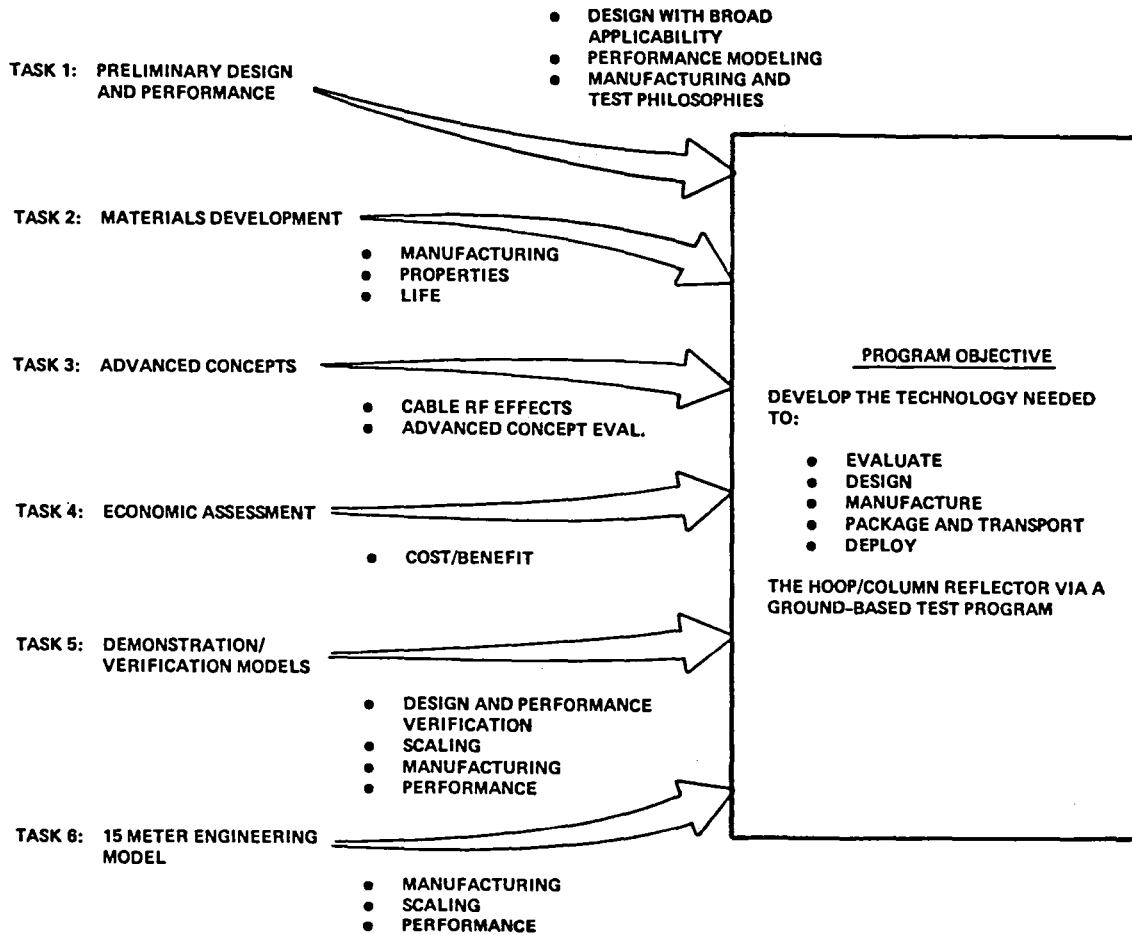 ● DESIGN WITH BROAD
APPLICABILITY
● PERFORMANCE MODELING
● MANUFACTURING AND
TEST PHILOSOPHIES
TASK 1: PRELIMINARY DESIGN
AND PERFORMANCE
TASK 2: MATERIALS DEVELOPMENT
● MANUFACTURING
● PROPERTIES
● LIFE
TASK 3: ADVANCED CONCEPTS
● CABLE RF EFFECTS
● ADVANCED CONCEPT EVAL.
TASK 4: ECONOMIC ASSESSMENT
● COST/BENEFIT
TASK 5: DEMONSTRATION/
VERIFICATION MODELS
● DESIGN AND PERFORMANCE
VERIFICATION
● SCALING
● MANUFACTURING
● PERFORMANCE
TASK 6: 15 METER ENGINEERING
MODEL
● MANUFACTURING
● SCALING
● PERFORMANCE
PROGRAM OBJECTIVE
DEVELOP THE TECHNOLOGY NEEDED
TO:
● EVALUATE
● DESIGN
● MANUFACTURE
● PACKAGE AND TRANSPORT
● DEPLOY
THE HOOP/COLUMN REFLECTOR VIA A
GROUND-BASED TEST PROGRAM